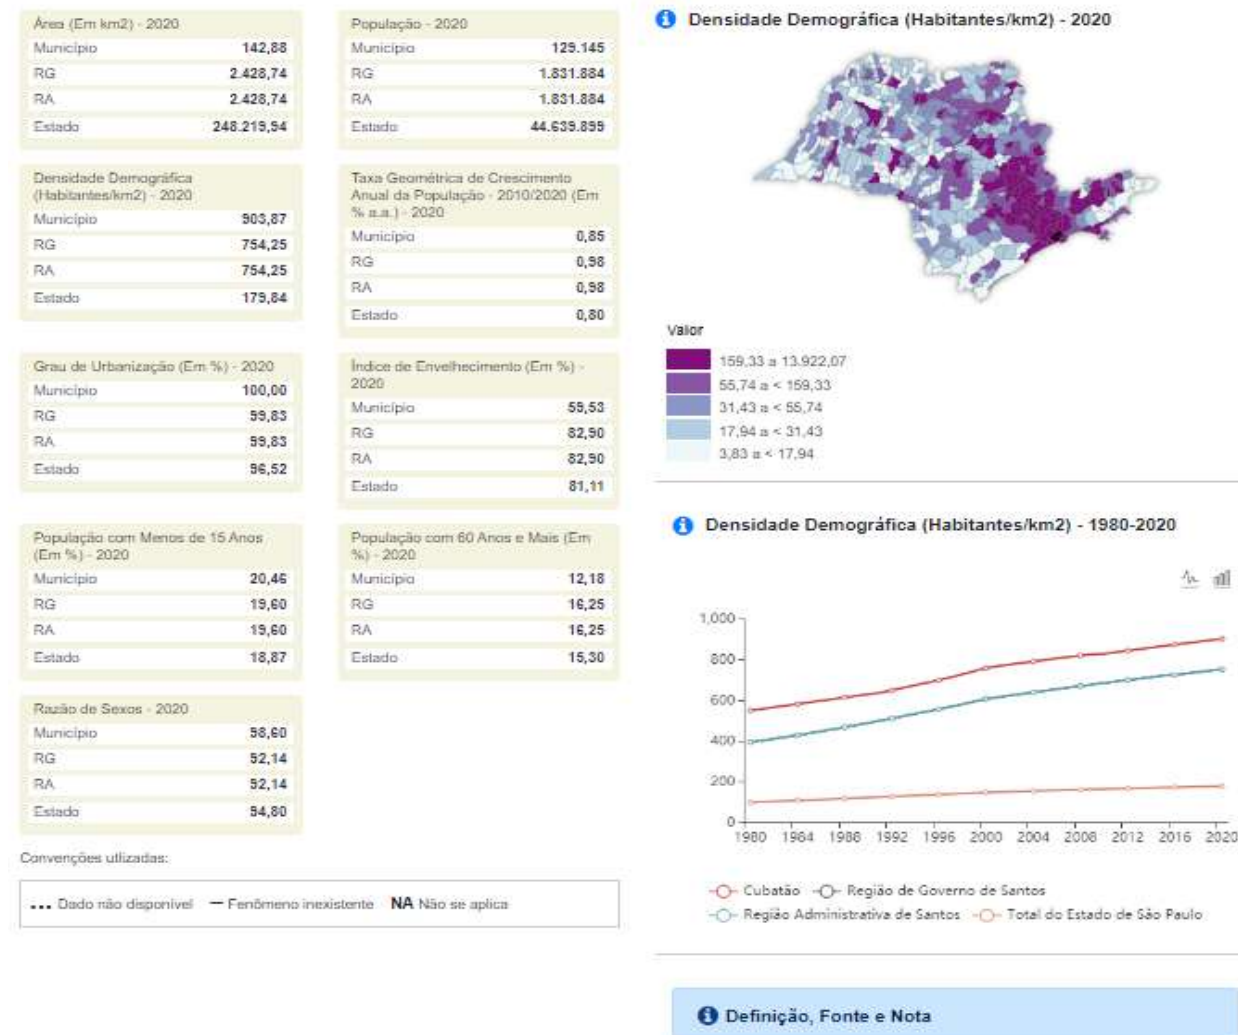 Área (Em km2) - 2020
Município 142,88
RG 2.428,74
RA 2.428,74
Estado 248.219,94
População - 2020
Município 129.145
RG 1.831.884
RA 1.831.884
Estado 44.639.899
Densidade Demográfica
(Habitantes/km2) - 2020
Município 903,87
RG 754,25
RA 754,25
Estado 179,84
Taxa Geométrica de Crescimento
Anual da População - 2010/2020 (Em
% a.a.) - 2020
Município 0,85
RG 0,98
RA 0,98
Estado 0,80
Grau de Urbanização (Em %) - 2020
Município 100,00
RG 99,83
RA 99,83
Estado 96,52
Índice de Envelhecimento (Em %) -
2020
Município 59,53
RG 82,90
RA 82,90
Estado 81,11
População com Menos de 15 Anos
(Em %) - 2020
Município 20,46
RG 19,60
RA 19,60
Estado 18,87
População com 60 Anos e Mais (Em
%) - 2020
Município 12,18
RG 16,25
RA 16,25
Estado 15,30
Razão de Sexos - 2020
Município 98,60
RG 92,14
RA 92,14
Estado 94,80
Convenções utlizadas:
... Dado não disponível — Fenômeno inexistente NA Não se aplica
Densidade Demográfica (Habitantes/km2) - 2020
Valor
159,33 a 13.922,07
55,74 a < 159,33
31,43 a < 55,74
17,94 a < 31,43
3,83 a < 17,94
Densidade Demográfica (Habitantes/km2) - 1980-2020
1,000
800
600
400
200
0
1980 1984 1988 1992 1996 2000 2004 2008 2012 2016 2020
Cubatão Região de Governo de Santos
Região Administrativa de Santos Total do Estado de São Paulo
Definição, Fonte e Nota